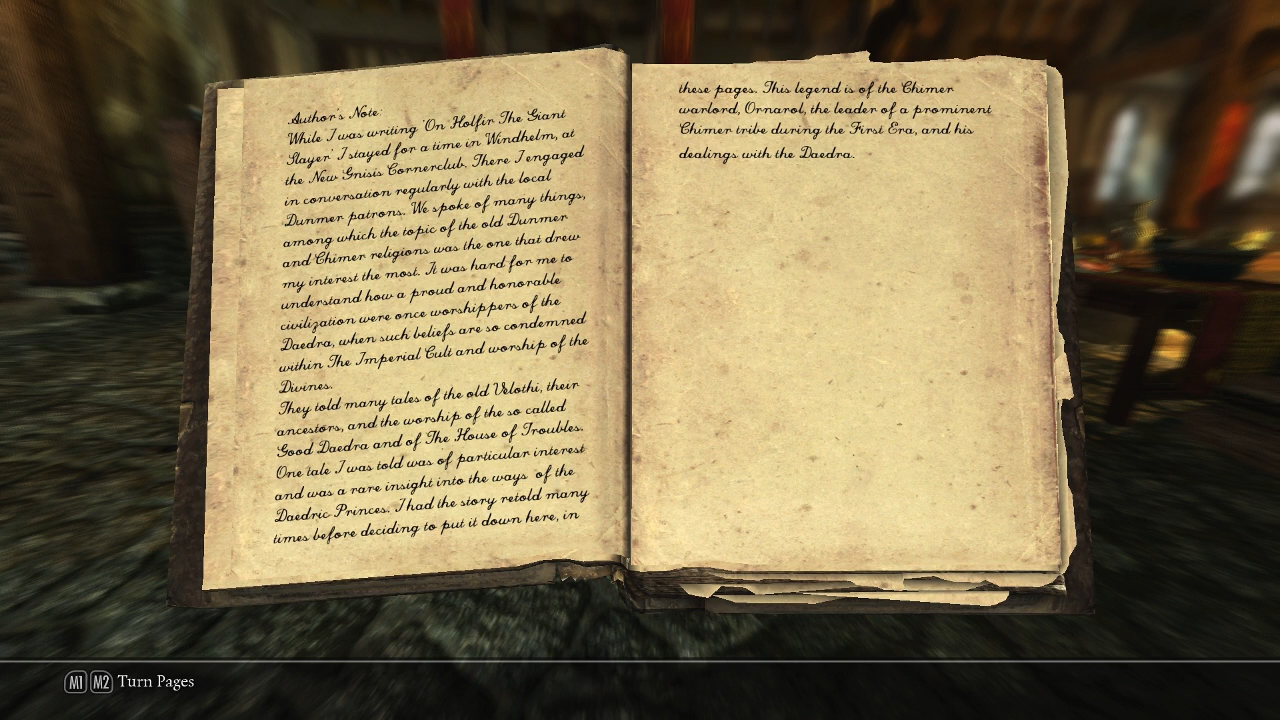 Author's Note:
While I was writing 'On Holfir The Giant
Slayer' I stayed for a time in Windhelm, at
the New Gnisis Cornerclub. There I engaged
in conversation regularly with the local
Dunmer patrons. We spoke of many things,
among which the topic of the old Dunmer
and Chimer religions was the one that drew
my interest the most. It was hard for me to
understand how a proud and honorable
civilization were once worshippers of the
Daedra, when such beliefs are so condemned
within The Imperial Cult and worship of the
Divines.
They told many tales of the old Velothi, their
ancestors, and the worship of the so called
Good Daedra and of The House of Troubles.
One tale I was told was of particular interest
and was a rare insight into the ways of the
Daedric Princes. I had the story retold many
times before deciding to put it down here, in
these pages. This legend is of the Chimer
warlord, Ornarol, the leader of a prominent
Chimer tribe during the First Era, and his
dealings with the Daedra.
M1 M2 Turn Pages